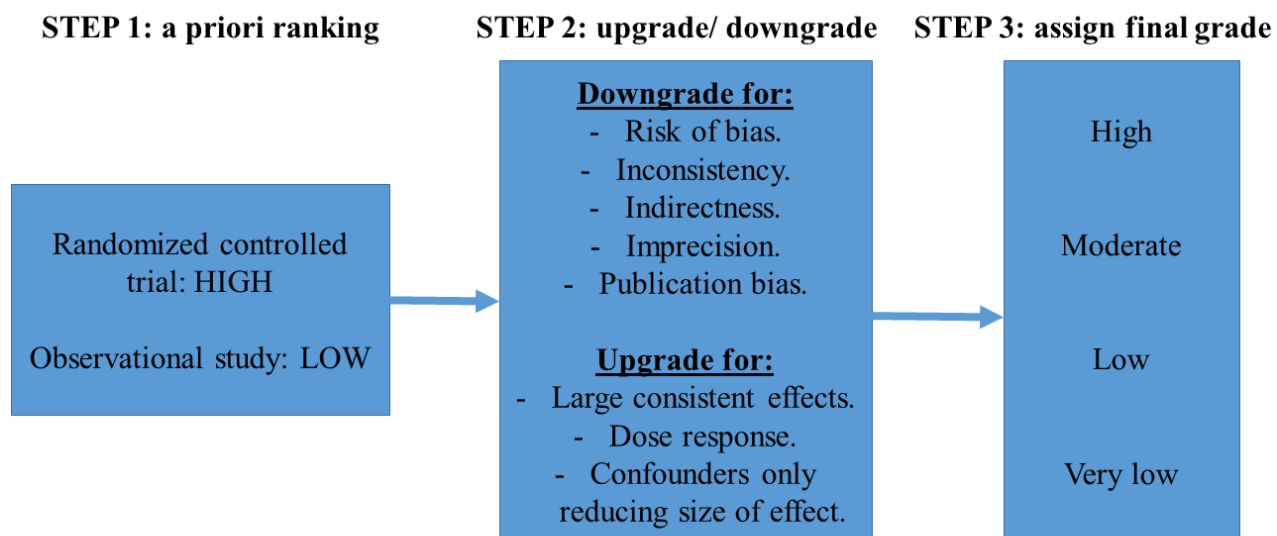 STEP 1: a priori ranking
Randomized controlled
trial: HIGH
Observational study: LOW
STEP 2: upgrade/ downgrade
Downgrade for:
- Risk of bias.
- Inconsistency.
- Indirectness.
- Imprecision.
- Publication bias.
Upgrade for:
- Large consistent effects.
- Dose response.
- Confounders only
reducing size of effect.
STEP 3: assign final grade
High
Moderate
Low
Very low